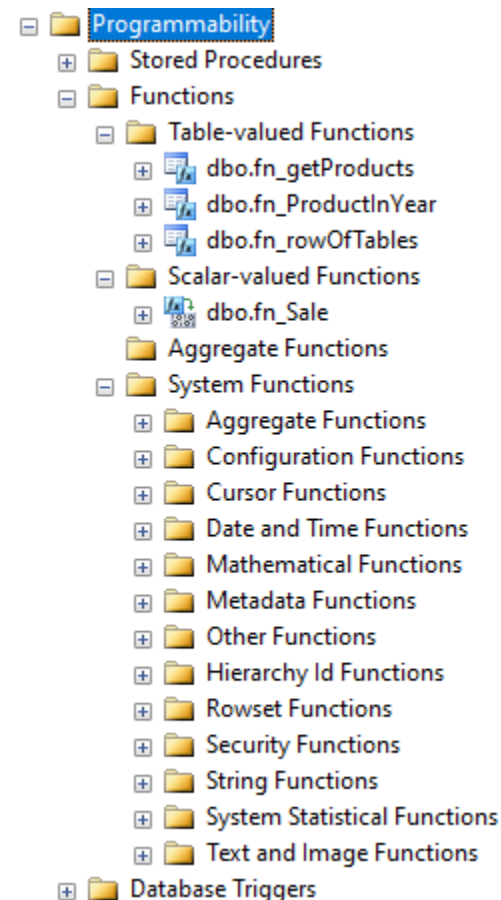 Programmability
Stored Procedures
Functions
Table-valued Functions
dbo.fn_getProducts
dbo.fn_ProductInYear
dbo.fn_rowOfTables
Scalar-valued Functions
dbo.fn_Sale
Aggregate Functions
System Functions
Aggregate Functions
Configuration Functions
Cursor Functions
Date and Time Functions
Mathematical Functions
Metadata Functions
Other Functions
Hierarchy Id Functions
Rowset Functions
Security Functions
String Functions
System Statistical Functions
Text and Image Functions
Database Triggers